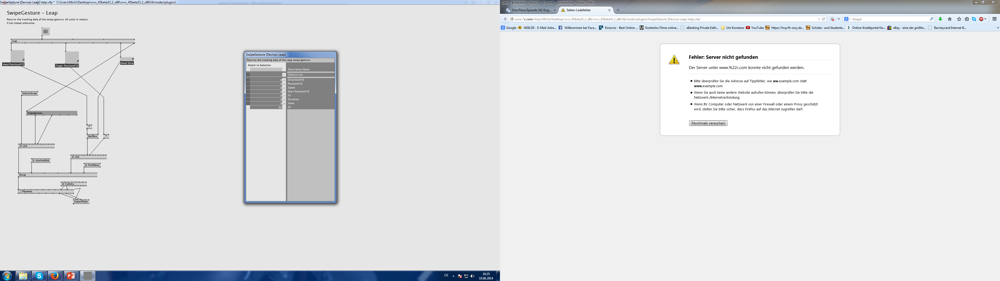 SwipeGesture (Devices Leap) help.v4p * C:\Users\Michi\Desktop\vvvv_45beta31.2_x86\vvvv_45beta31.2_x86\lib\nodes\plugins\
SwipeGesture – Leap
Returns the tracking data of the swipe gesture. All units in meters
if not stated otherwise.
Leap
Hand PositionXYZ
Finger PositionXYZ
Hand Slice
UniformScale
SwipeGesture
*
GetSlice
*
Line
Line
AxisAndGrid
PerfMeter
Group
Camera
Renderer
AspectRatio
SwipeGesture (Devices Leap)
Returns the tracking data of the Leap swipe gesture
Attach to Selection
Descriptive Name
> Gesture List
Ø ø DirectionXYZ
Ø ø PositionXYZ
Ø ø Speed
Ø ø Start PositionXYZ
Ø ø ID
Ø ø Duration
Ø ø State
66 ID
DE
16:25
19.06.2014
Datei Bearbeiten Ansicht Chronik Lesezeichen Extras Hilfe
One Piece Episode 242 Eng...
Seiten-Ladefehler
www."c.com/Users/Michi/Desktop/vvvv_45beta31.2_x86/vvvv_45beta31.2_x86/lib/nodes/plugins/SwipeGesture (Devices Leap) help.v4p"
Google
Google WEB.DE - E-Mail-Adre... Willkommen bei Face... Kinox.to - Best Online ... Kostenlos Filme online... eBanking Private Editi... Uni Konstanz YouTube https://hvp.fh-isny.de... Schüler- und Studente... Online-Kreditportal für... eBay - eine der größte... Barclaycard Internet B... »
Fehler: Server nicht gefunden
Der Server unter www.%22c.com konnte nicht gefunden werden.
Bitte überprüfen Sie die Adresse auf Tippfehler, wie ww.example.com statt
www.example.com
Wenn Sie auch keine andere Website aufrufen können, überprüfen Sie bitte die
Netzwerk-/Internetverbindung.
Wenn Ihr Computer oder Netzwerk von einer Firewall oder einem Proxy geschützt
wird, stellen Sie bitte sicher, dass Firefox auf das Internet zugreifen darf.
Nochmals versuchen